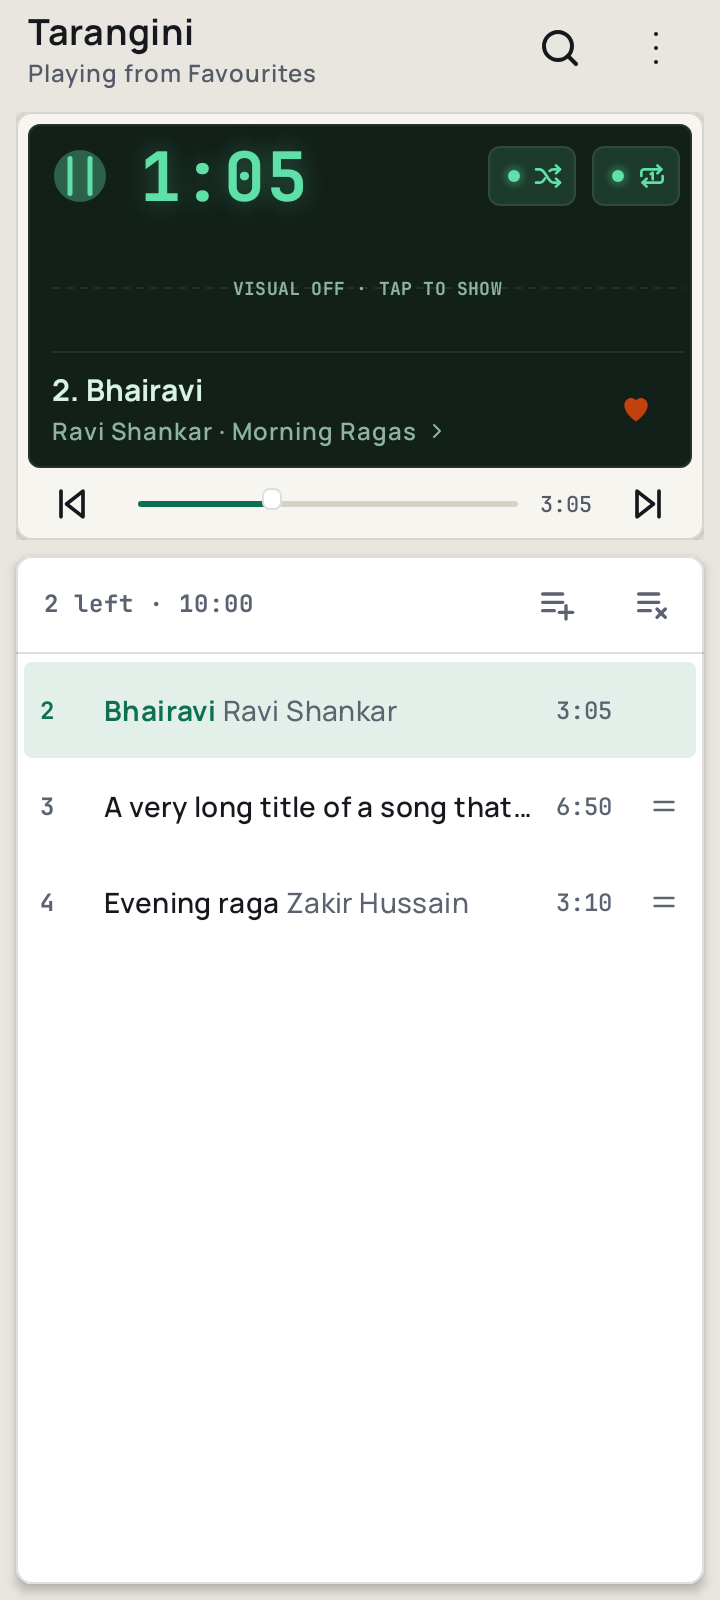 Tarangini
Playing from Favourites
1:05
VISUAL OFF · TAP TO SHOW
2. Bhairavi
Ravi Shankar · Morning Ragas
3:05
2 left · 10:00
2 Bhairavi Ravi Shankar 3:05
3 A very long title of a song that… 6:50
4 Evening raga Zakir Hussain 3:10